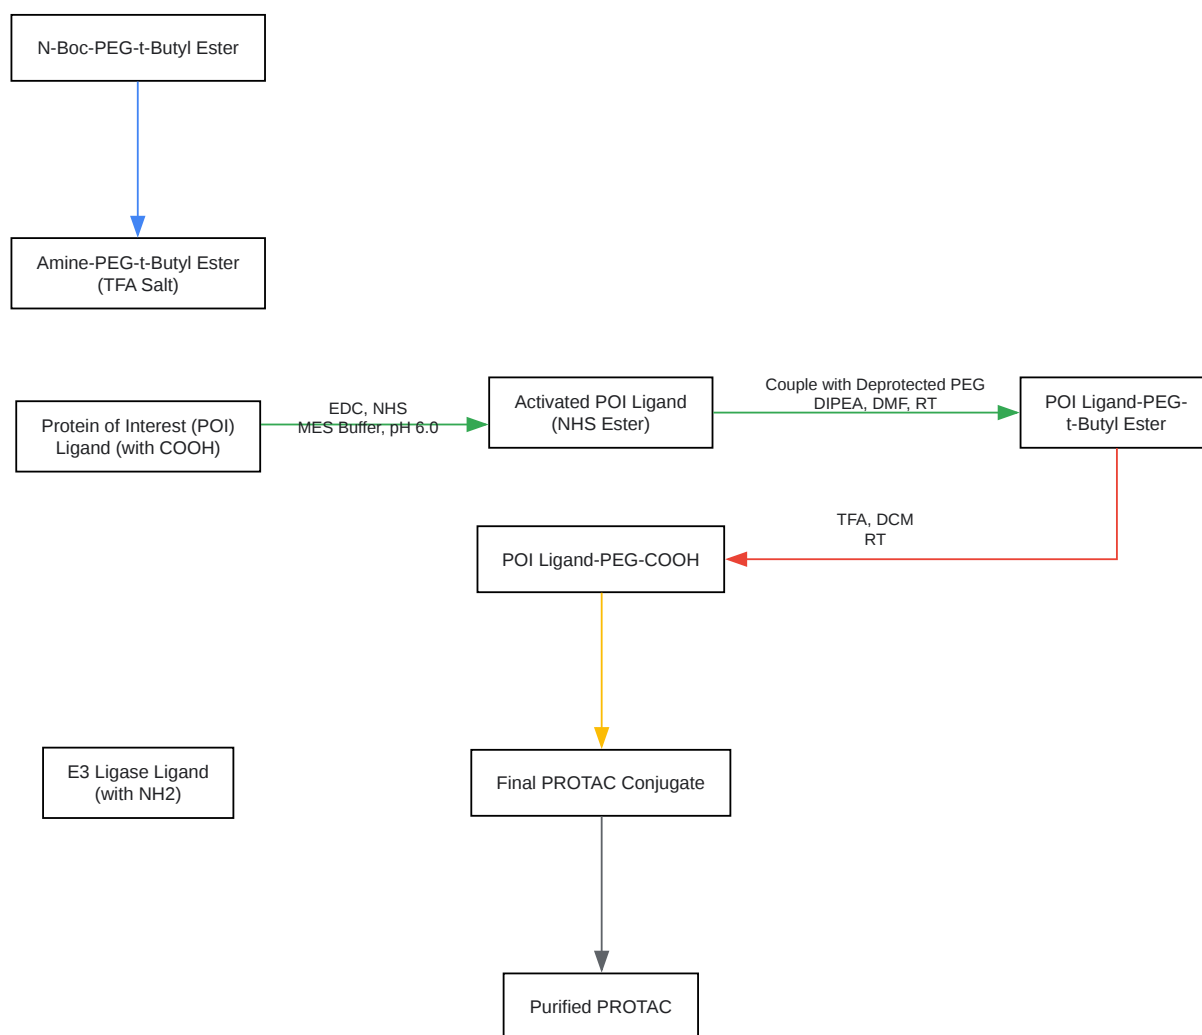 N-Boc-PEG-t-Butyl Ester
Amine-PEG-t-Butyl Ester
(TFA Salt)
Protein of Interest (POI)
Ligand (with COOH)
EDC, NHS
MES Buffer, pH 6.0
Activated POI Ligand
(NHS Ester)
Couple with Deprotected PEG
DIPEA, DMF, RT
POI Ligand-PEG-
t-Butyl Ester
TFA, DCM
RT
POI Ligand-PEG-COOH
E3 Ligase Ligand
(with NH2)
Final PROTAC Conjugate
Purified PROTAC